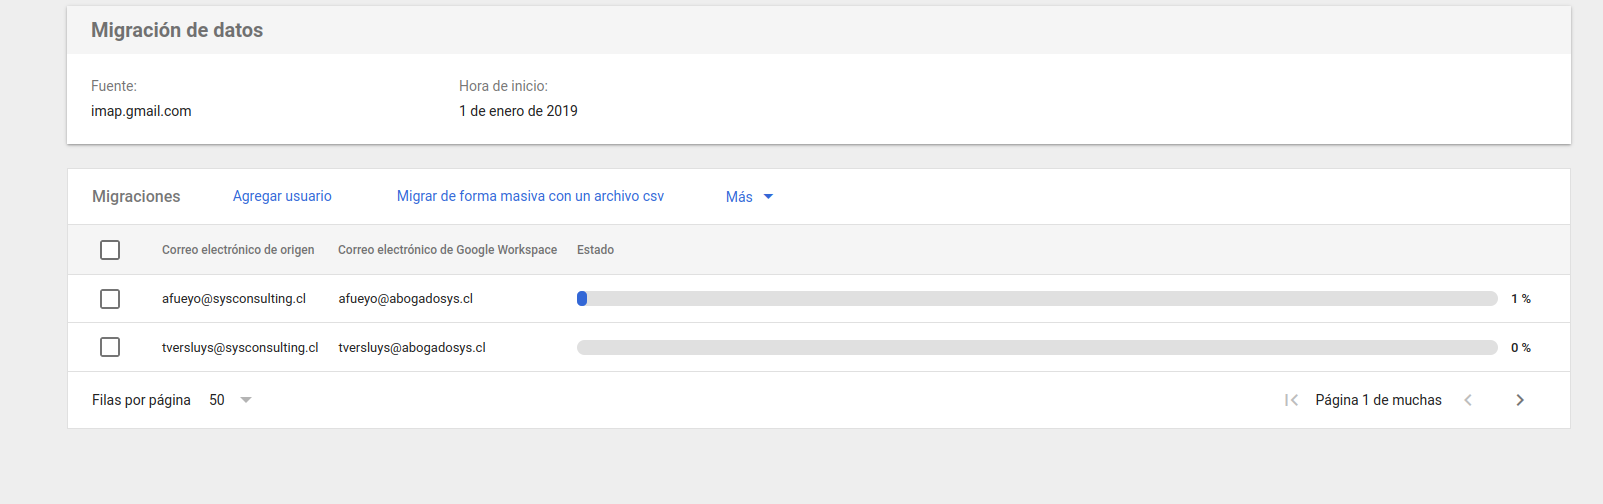 Migración de datos
Fuente: Hora de inicio:
imap.gmail.com 1 de enero de 2019
Migraciones Agregar usuario Migrar de forma masiva con un archivo csv Más
Correo electrónico de origen Correo electrónico de Google Workspace Estado
afueyo@sysconsulting.cl afueyo@abogadosys.cl 1 %
tversluys@sysconsulting.cl tversluys@abogadosys.cl 0 %
Filas por página 50 Página 1 de muchas